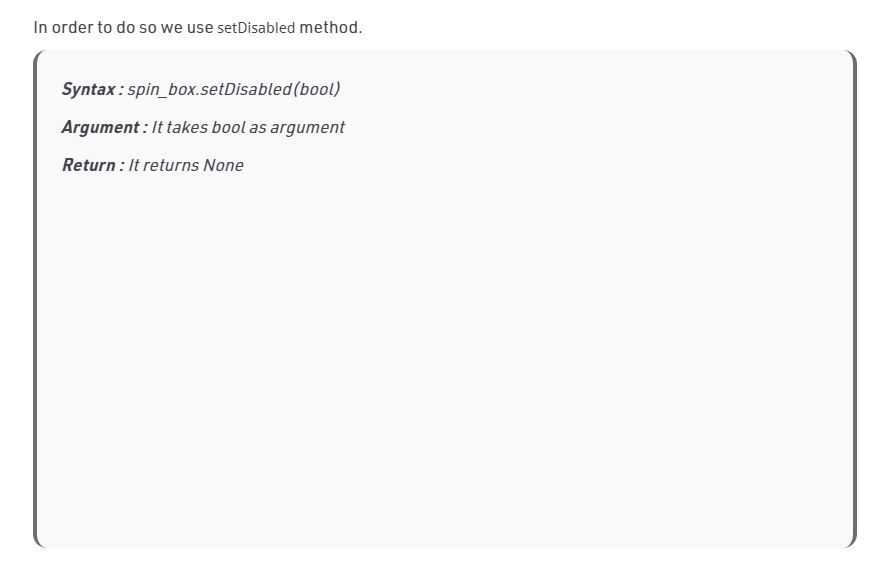 In order to do so we use setDisabled method.
Syntax : spin_box.setDisabled(bool)
Argument : It takes bool as argument
Return : It returns None